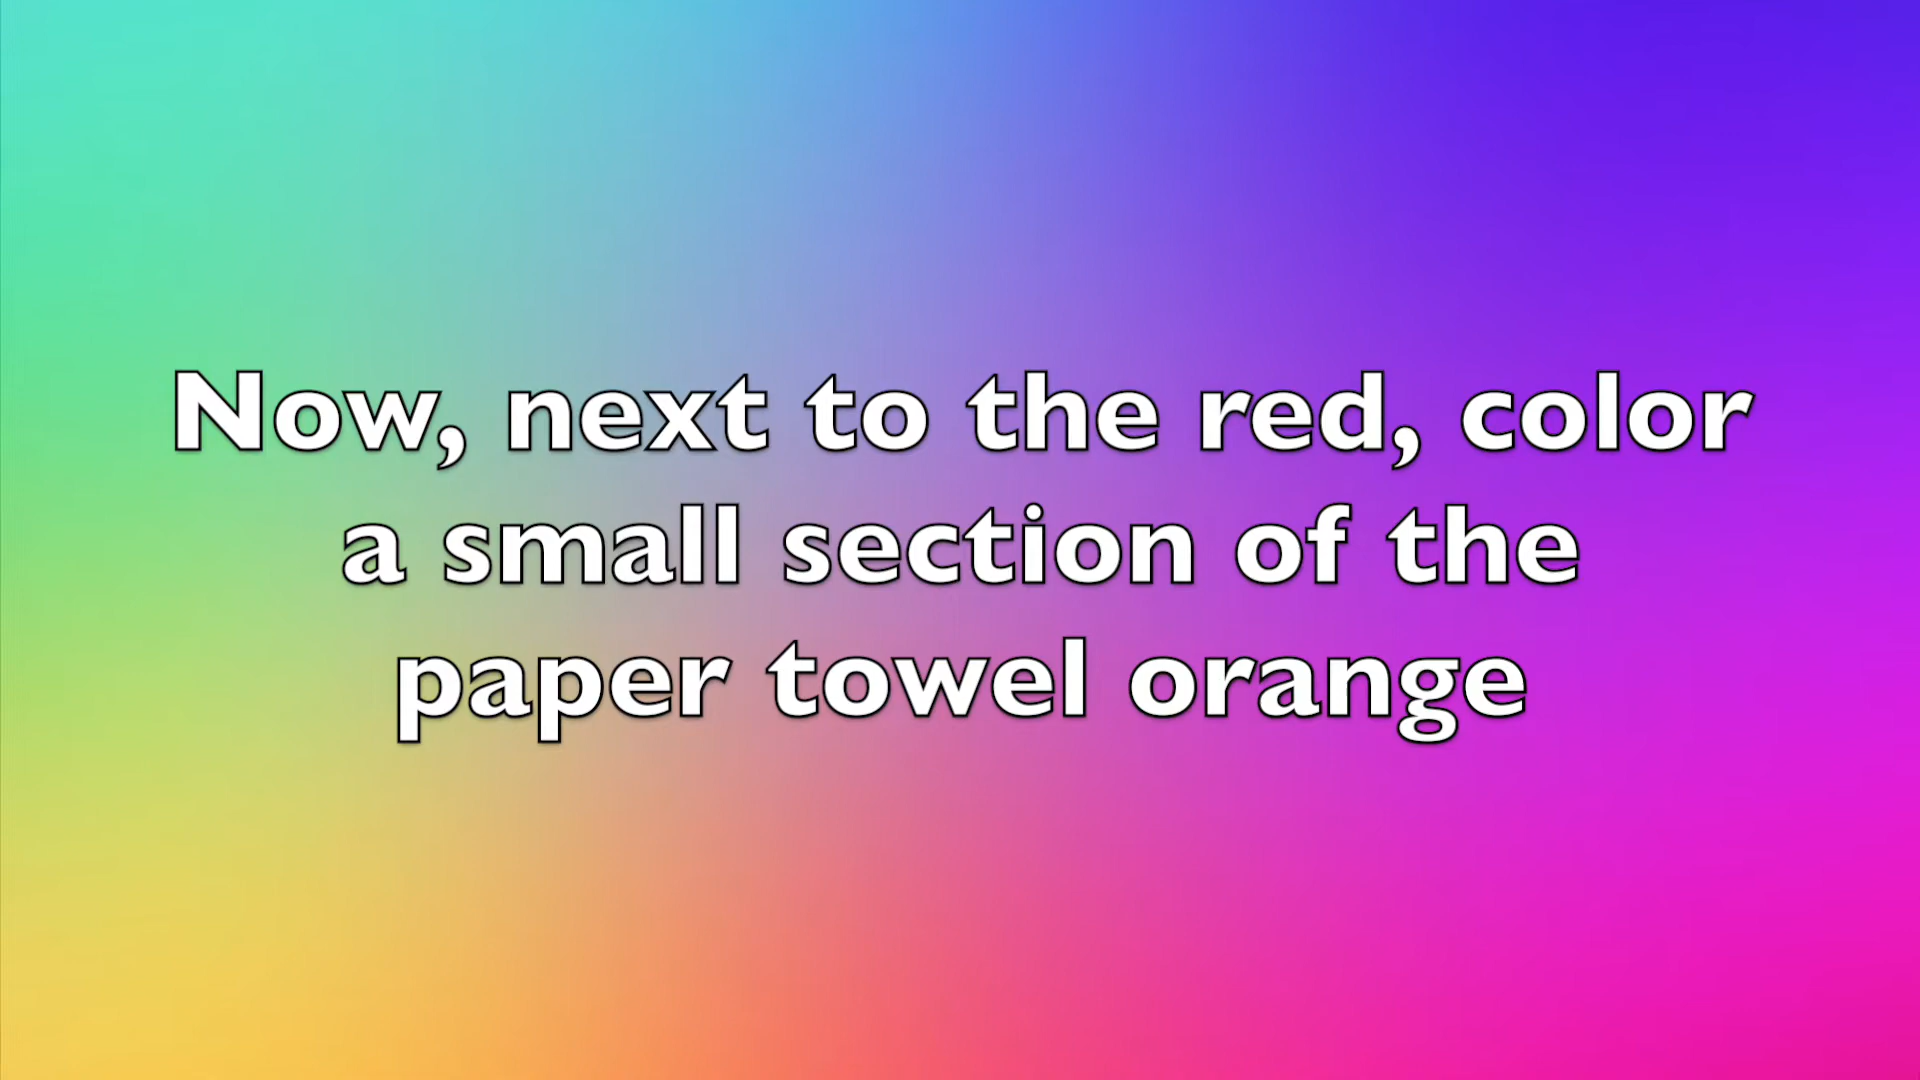 Now, next to the red, color
a small section of the
paper towel orange